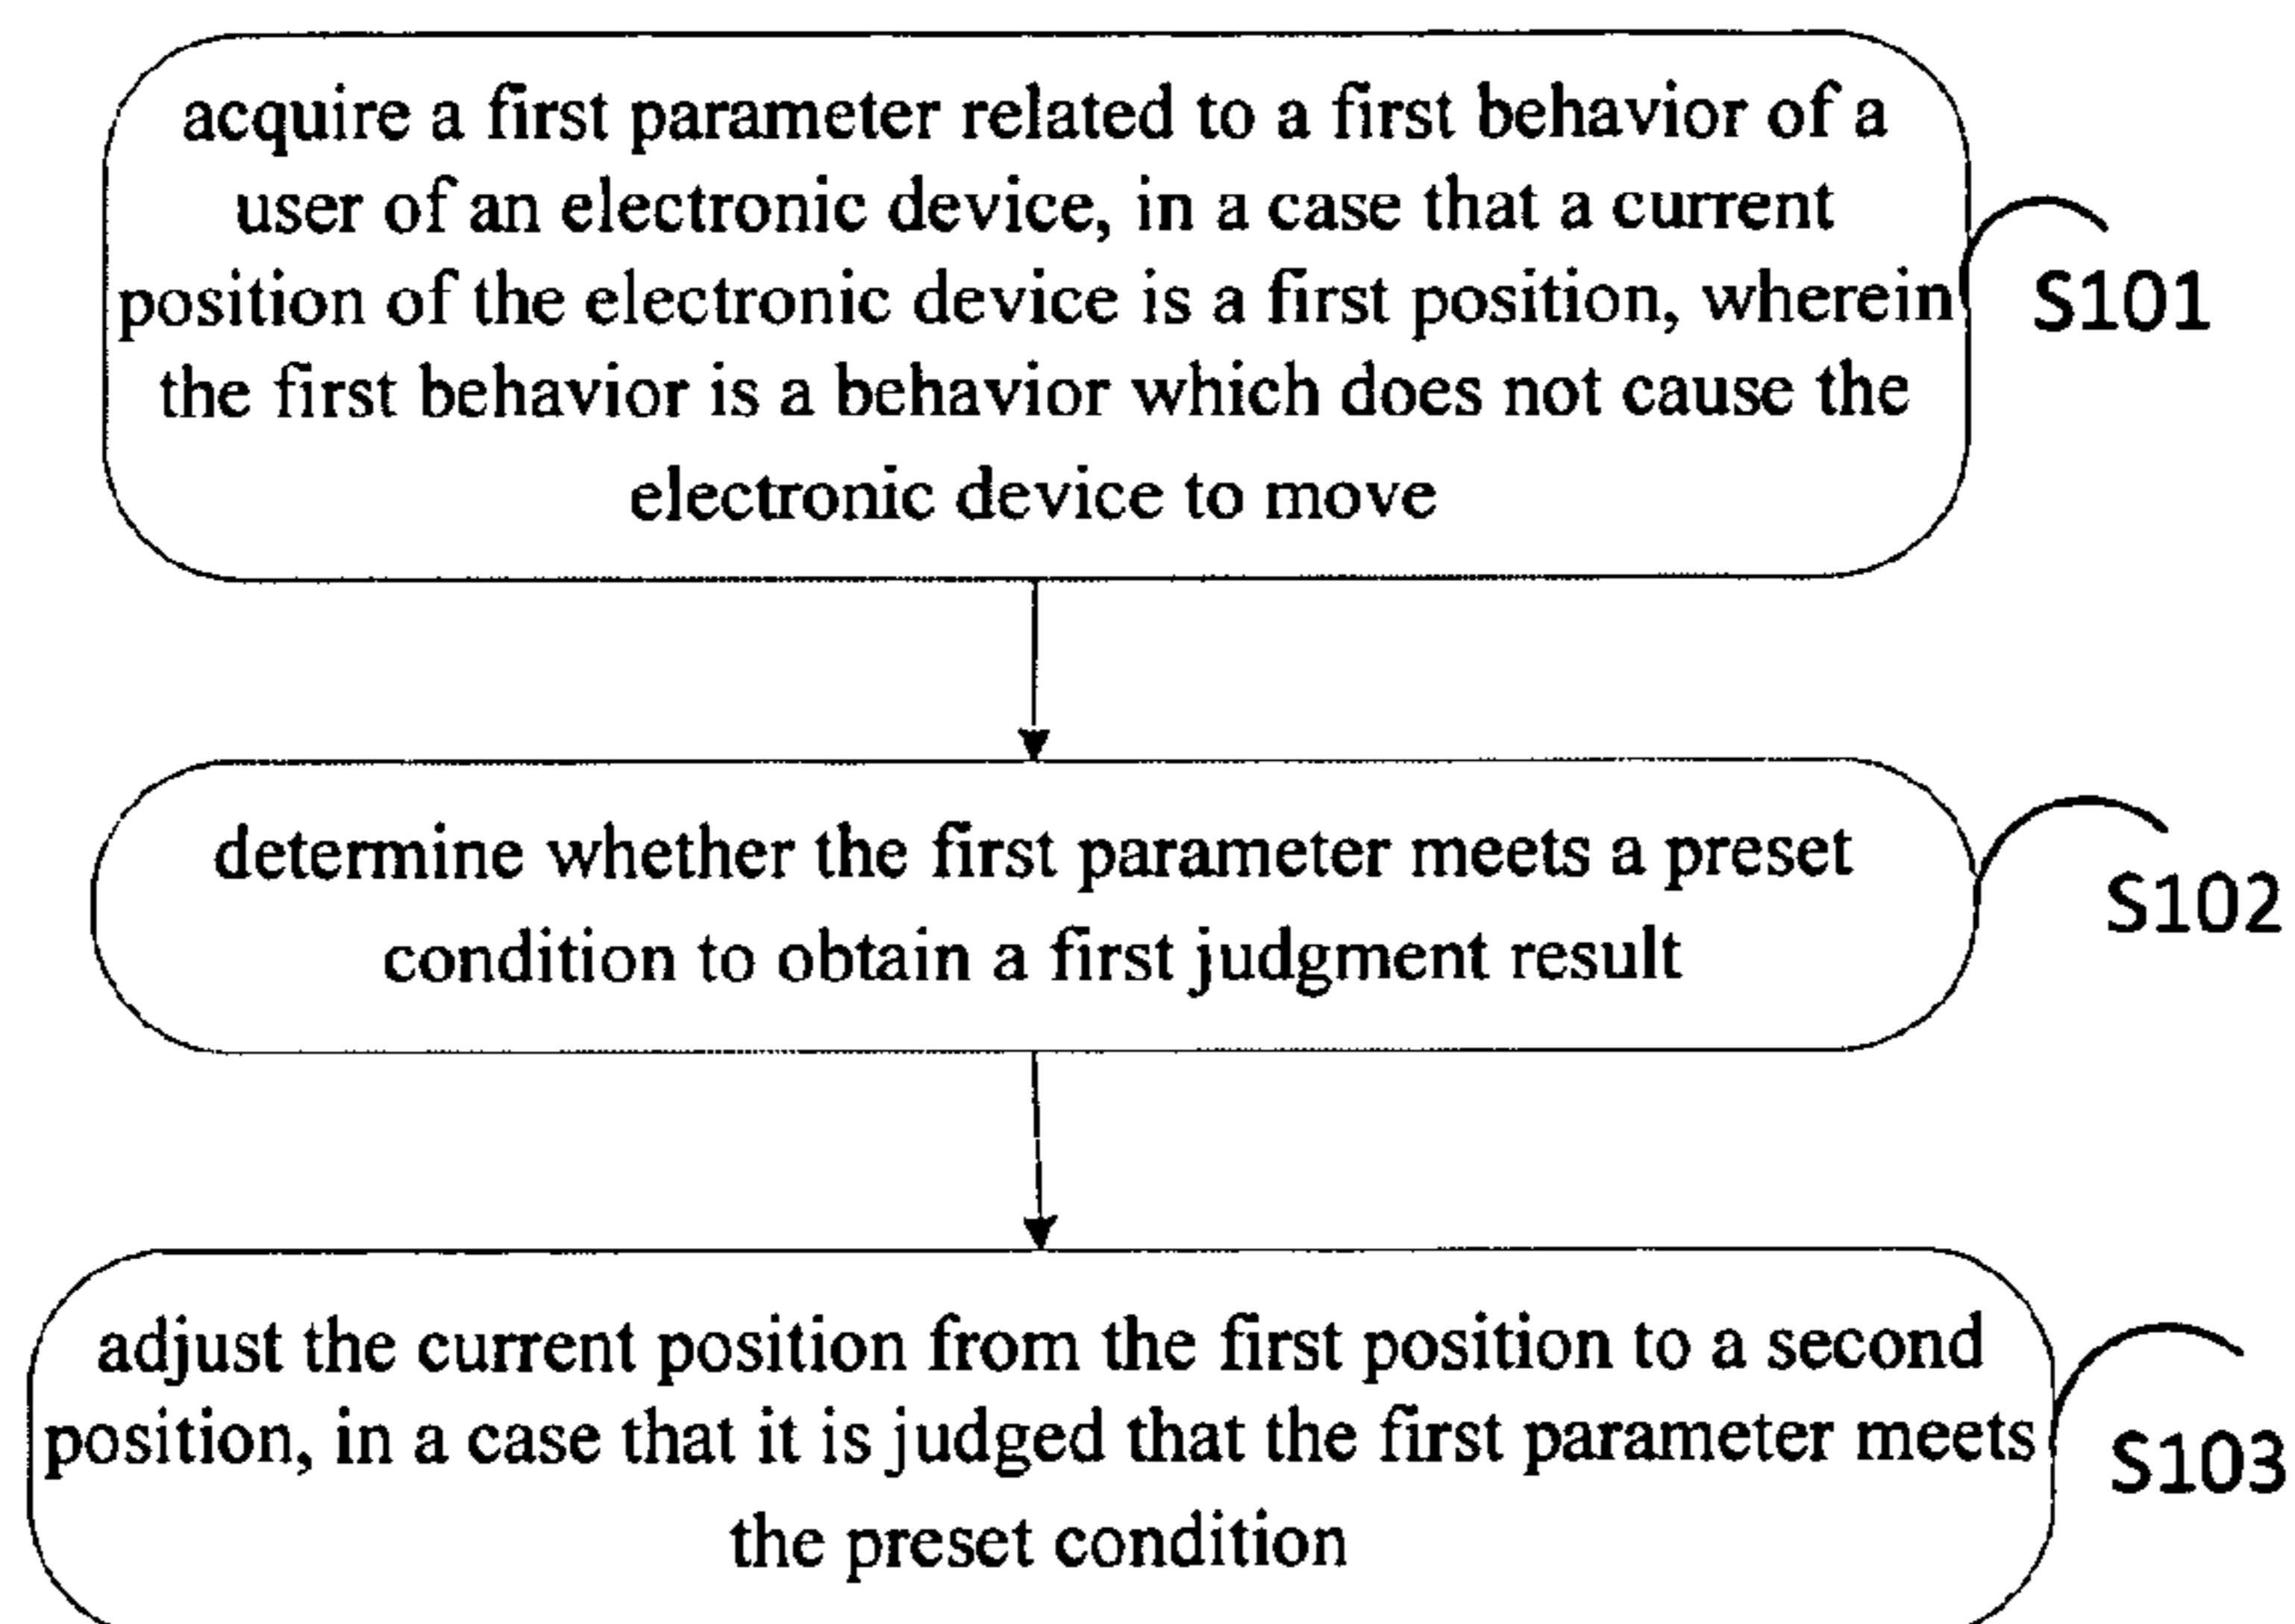 acquire a first parameter related to a first behavior of a
user of an electronic device, in a case that a current
position of the electronic device is a first position, wherein
the first behavior is a behavior which does not cause the
electronic device to move
S101
determine whether the first parameter meets a preset
condition to obtain a first judgment result
S102
adjust the current position from the first position to a second
position, in a case that it is judged that the first parameter meets
the preset condition
S103